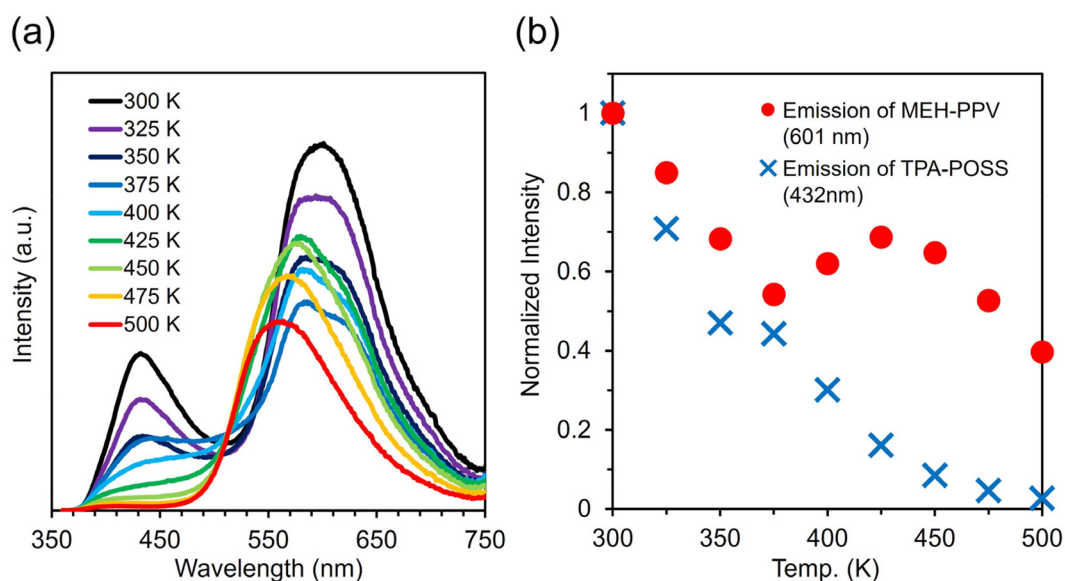 (a)
Intensity (a.u.)
300 K
325 K
350 K
375 K
400 K
425 K
450 K
475 K
500 K
350
450
550
650
750
Wavelength (nm)
(b)
Normalized Intensity
1
0.8
0.6
0.4
0.2
0
Emission of MEH-PPV
(601 nm)
Emission of TPA-POSS
(432nm)
300
350
400
450
500
Temp. (K)